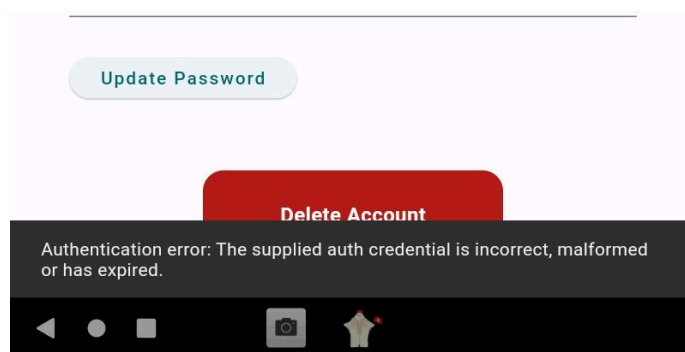 Update Password
Delete Account
Authentication error: The supplied auth credential is incorrect, malformed
or has expired.